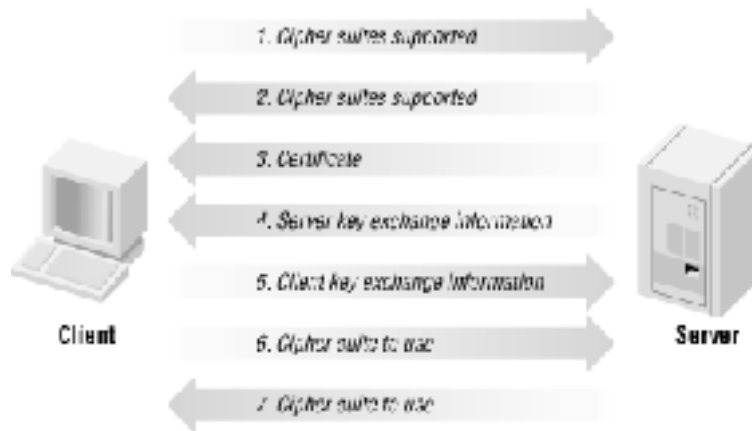 1. Cipher suites supported
2. Cipher suites supported
3. Certificate
4. Server key exchange information
5. Client key exchange information
6. Cipher suite to use
7. Cipher suite to use
Client
Server